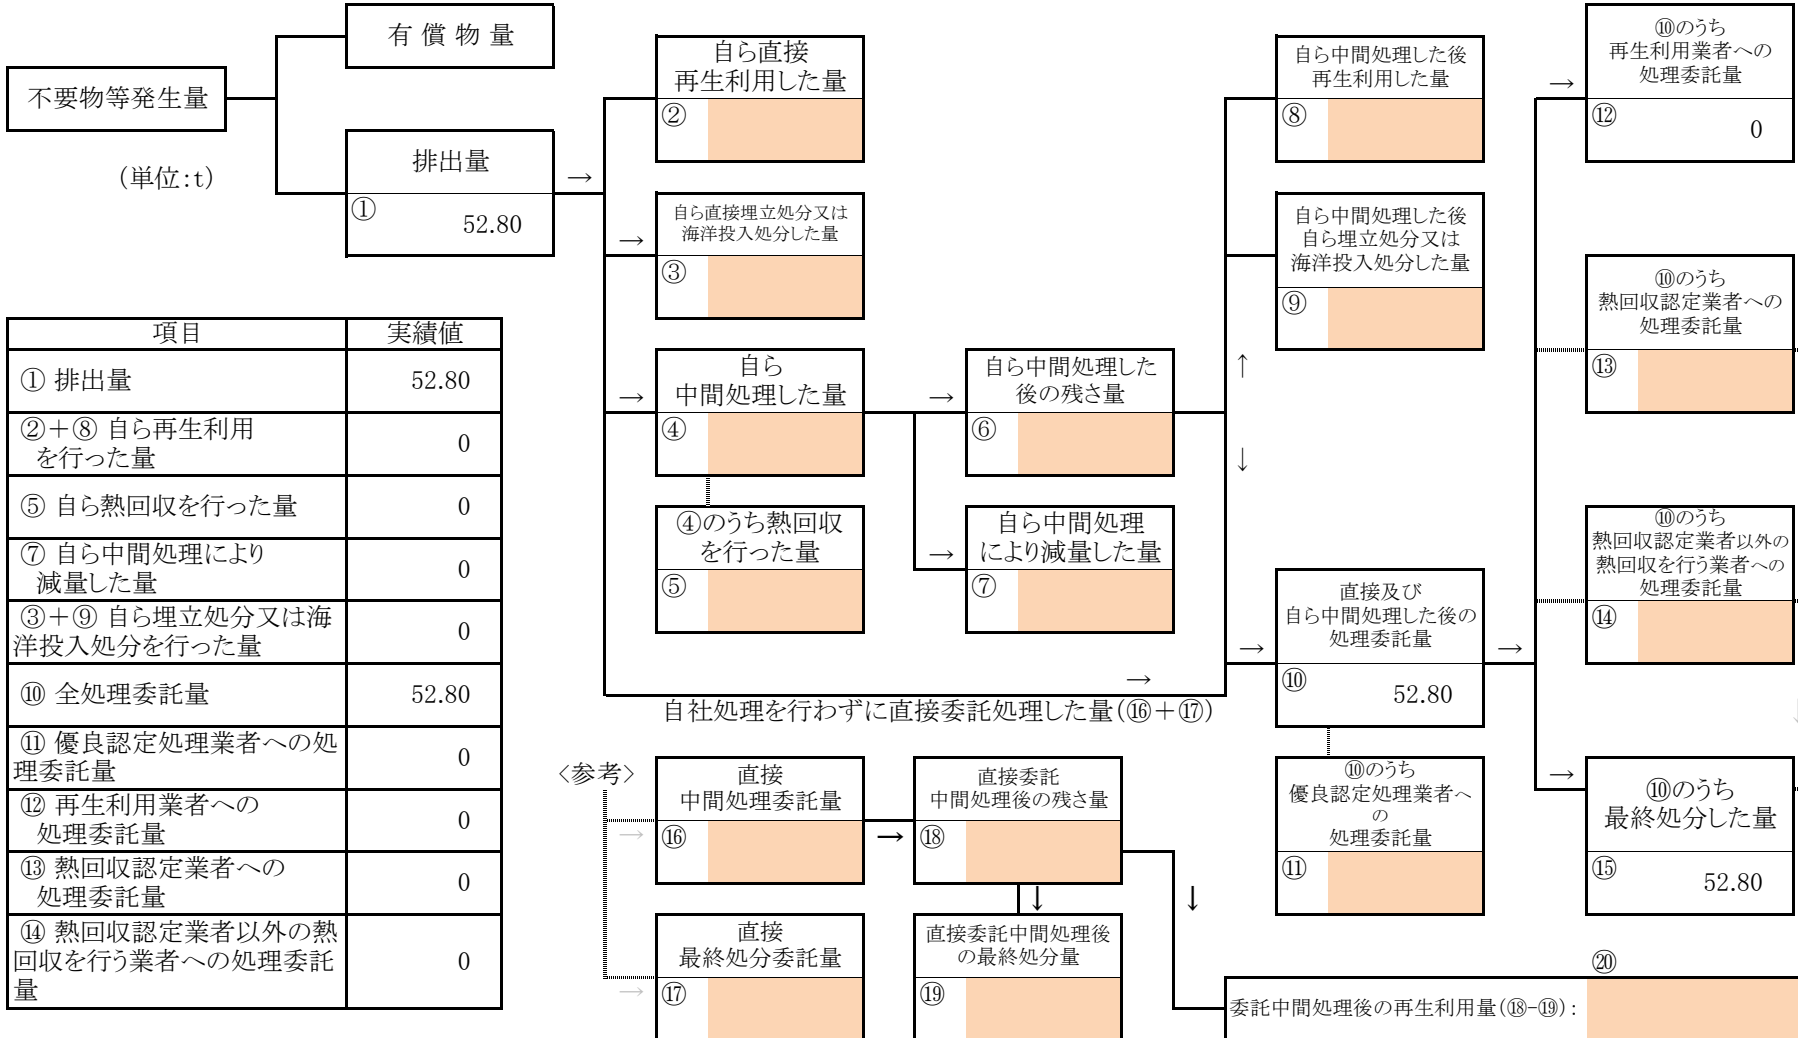 有 償 物 量
不要物等発生量
(単位:t)
排出量
→
①
52.80
自ら直接
再生利用した量
②
→
自ら直接埋立処分又は
海洋投入処分した量
③
→
自ら
中間処理した量
④
④のうち熱回収
を行った量
⑤
→
自ら中間処理した
後の残さ量
⑥
→
自ら中間処理
により減量した量
⑦
自ら中間処理した後
再生利用した量
⑧
自ら中間処理した後
自ら埋立処分又は
海洋投入処分した量
⑨
↑
↓
→
自社処理を行わずに直接委託処理した量(⑯+⑰)
→
直接及び
自ら中間処理した後の
処理委託量
⑩
52.80
⑩のうち
優良認定処理業者へ
の
処理委託量
⑪
→
→
⑩のうち
再生利用業者への
処理委託量
⑫
0
⑩のうち
熱回収認定業者への
処理委託量
⑬
⑩のうち
熱回収認定業者以外の
熱回収を行う業者への
処理委託量
⑭
→
⑩のうち
最終処分した量
⑮
52.80
項目 実績値
① 排出量 52.80
②+⑧ 自ら再生利用
を行った量
0
⑤ 自ら熱回収を行った量 0
⑦ 自ら中間処理により
減量した量
0
③+⑨ 自ら埋立処分又は海
洋投入処分を行った量
0
⑩ 全処理委託量 52.80
⑪ 優良認定処理業者への処
理委託量
0
⑫ 再生利用業者への
処理委託量
0
⑬ 熱回収認定業者への
処理委託量
0
⑭ 熱回収認定業者以外の熱
回収を行う業者への処理委託
量
0
<参考>
→
直接
中間処理委託量
⑯
→
直接委託
中間処理後の残さ量
⑱
↓
↓
→
直接
最終処分委託量
⑰
直接委託中間処理後
の最終処分量
⑲
⑳
委託中間処理後の再生利用量(⑱-⑲):